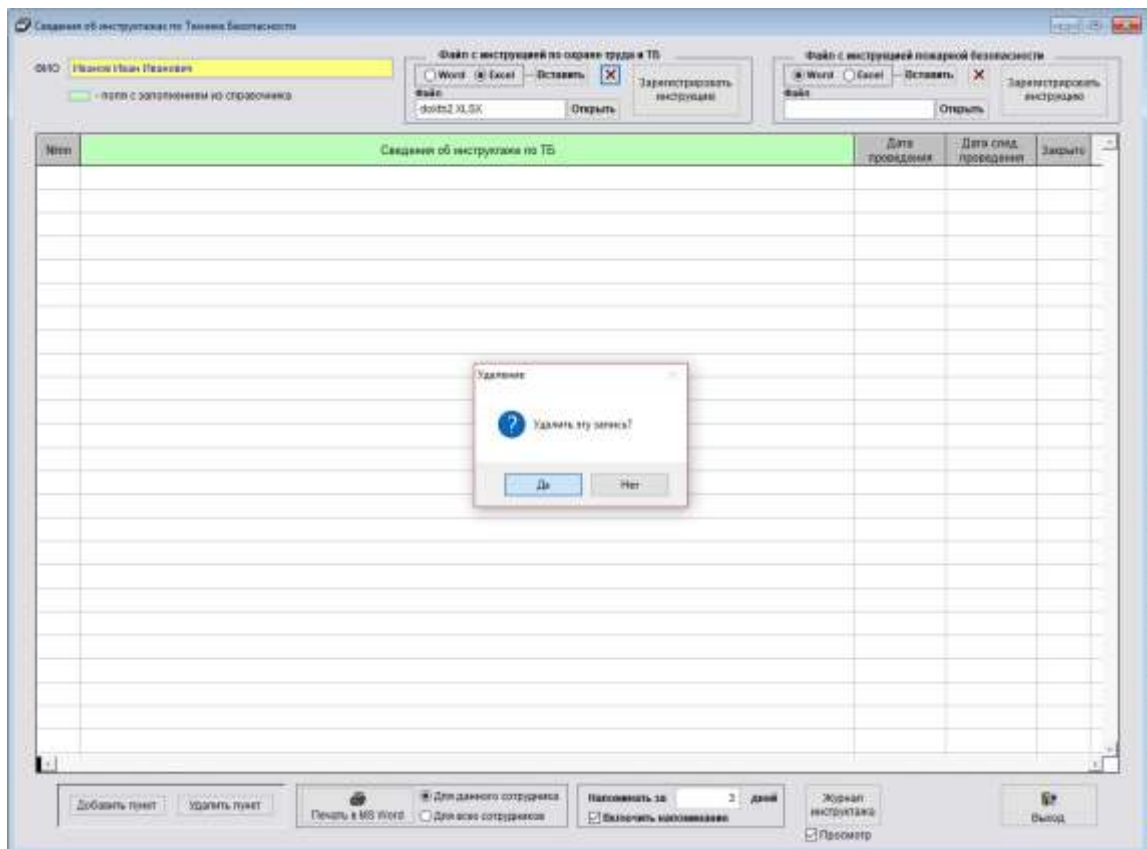 Сведения об инструктажах по Технике Безопасности
ФИО Иванов Иван Иванович
- поля с заполнением из справочника
Файл с инструкцией по охране труда и ТБ
Word Excel Вставить
Файл
Открыть
Зарегистрировать
инструкцию
Файл с инструкцией пожарной безопасности
Word Excel Вставить
Файл
Открыть
Зарегистрировать
инструкцию
№пп Сведения об инструктаже по ТБ Дата проведения Дата след. проведения Закрыто
Удаление
Удалить эту запись?
Да Нет
Добавить пункт Удалить пункт
Печать в MS Word
Для данного сотрудника
Для всех сотрудников
Напоминать за 3 дней
Включить напоминание
Журнал
инструктажа
Просмотр
Выход